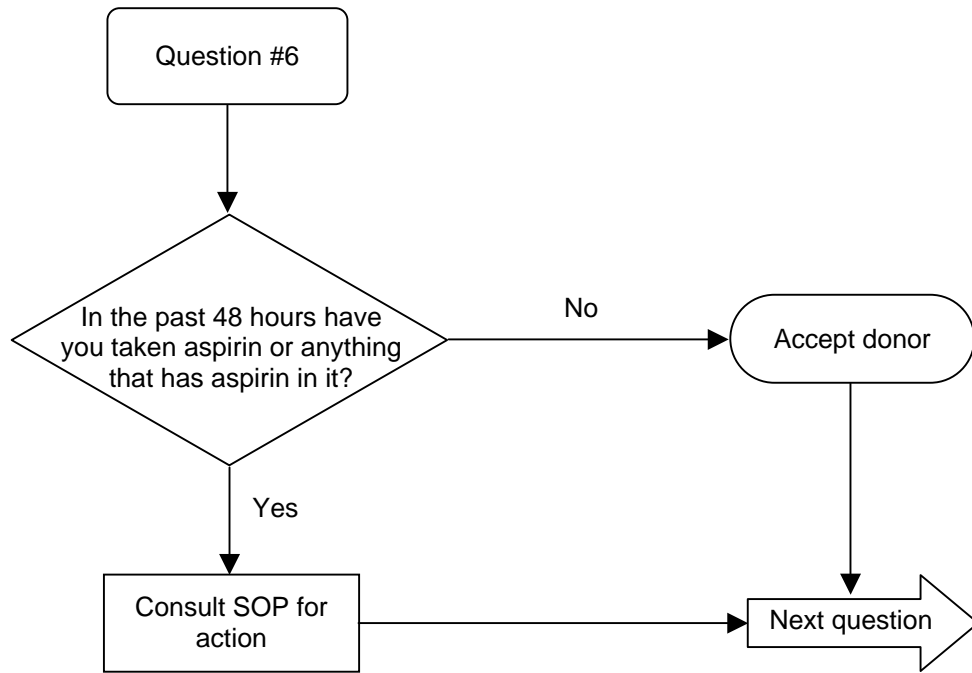 Question #6
In the past 48 hours have
you taken aspirin or anything
that has aspirin in it?
No
Accept donor
Yes
Consult SOP for
action
Next question